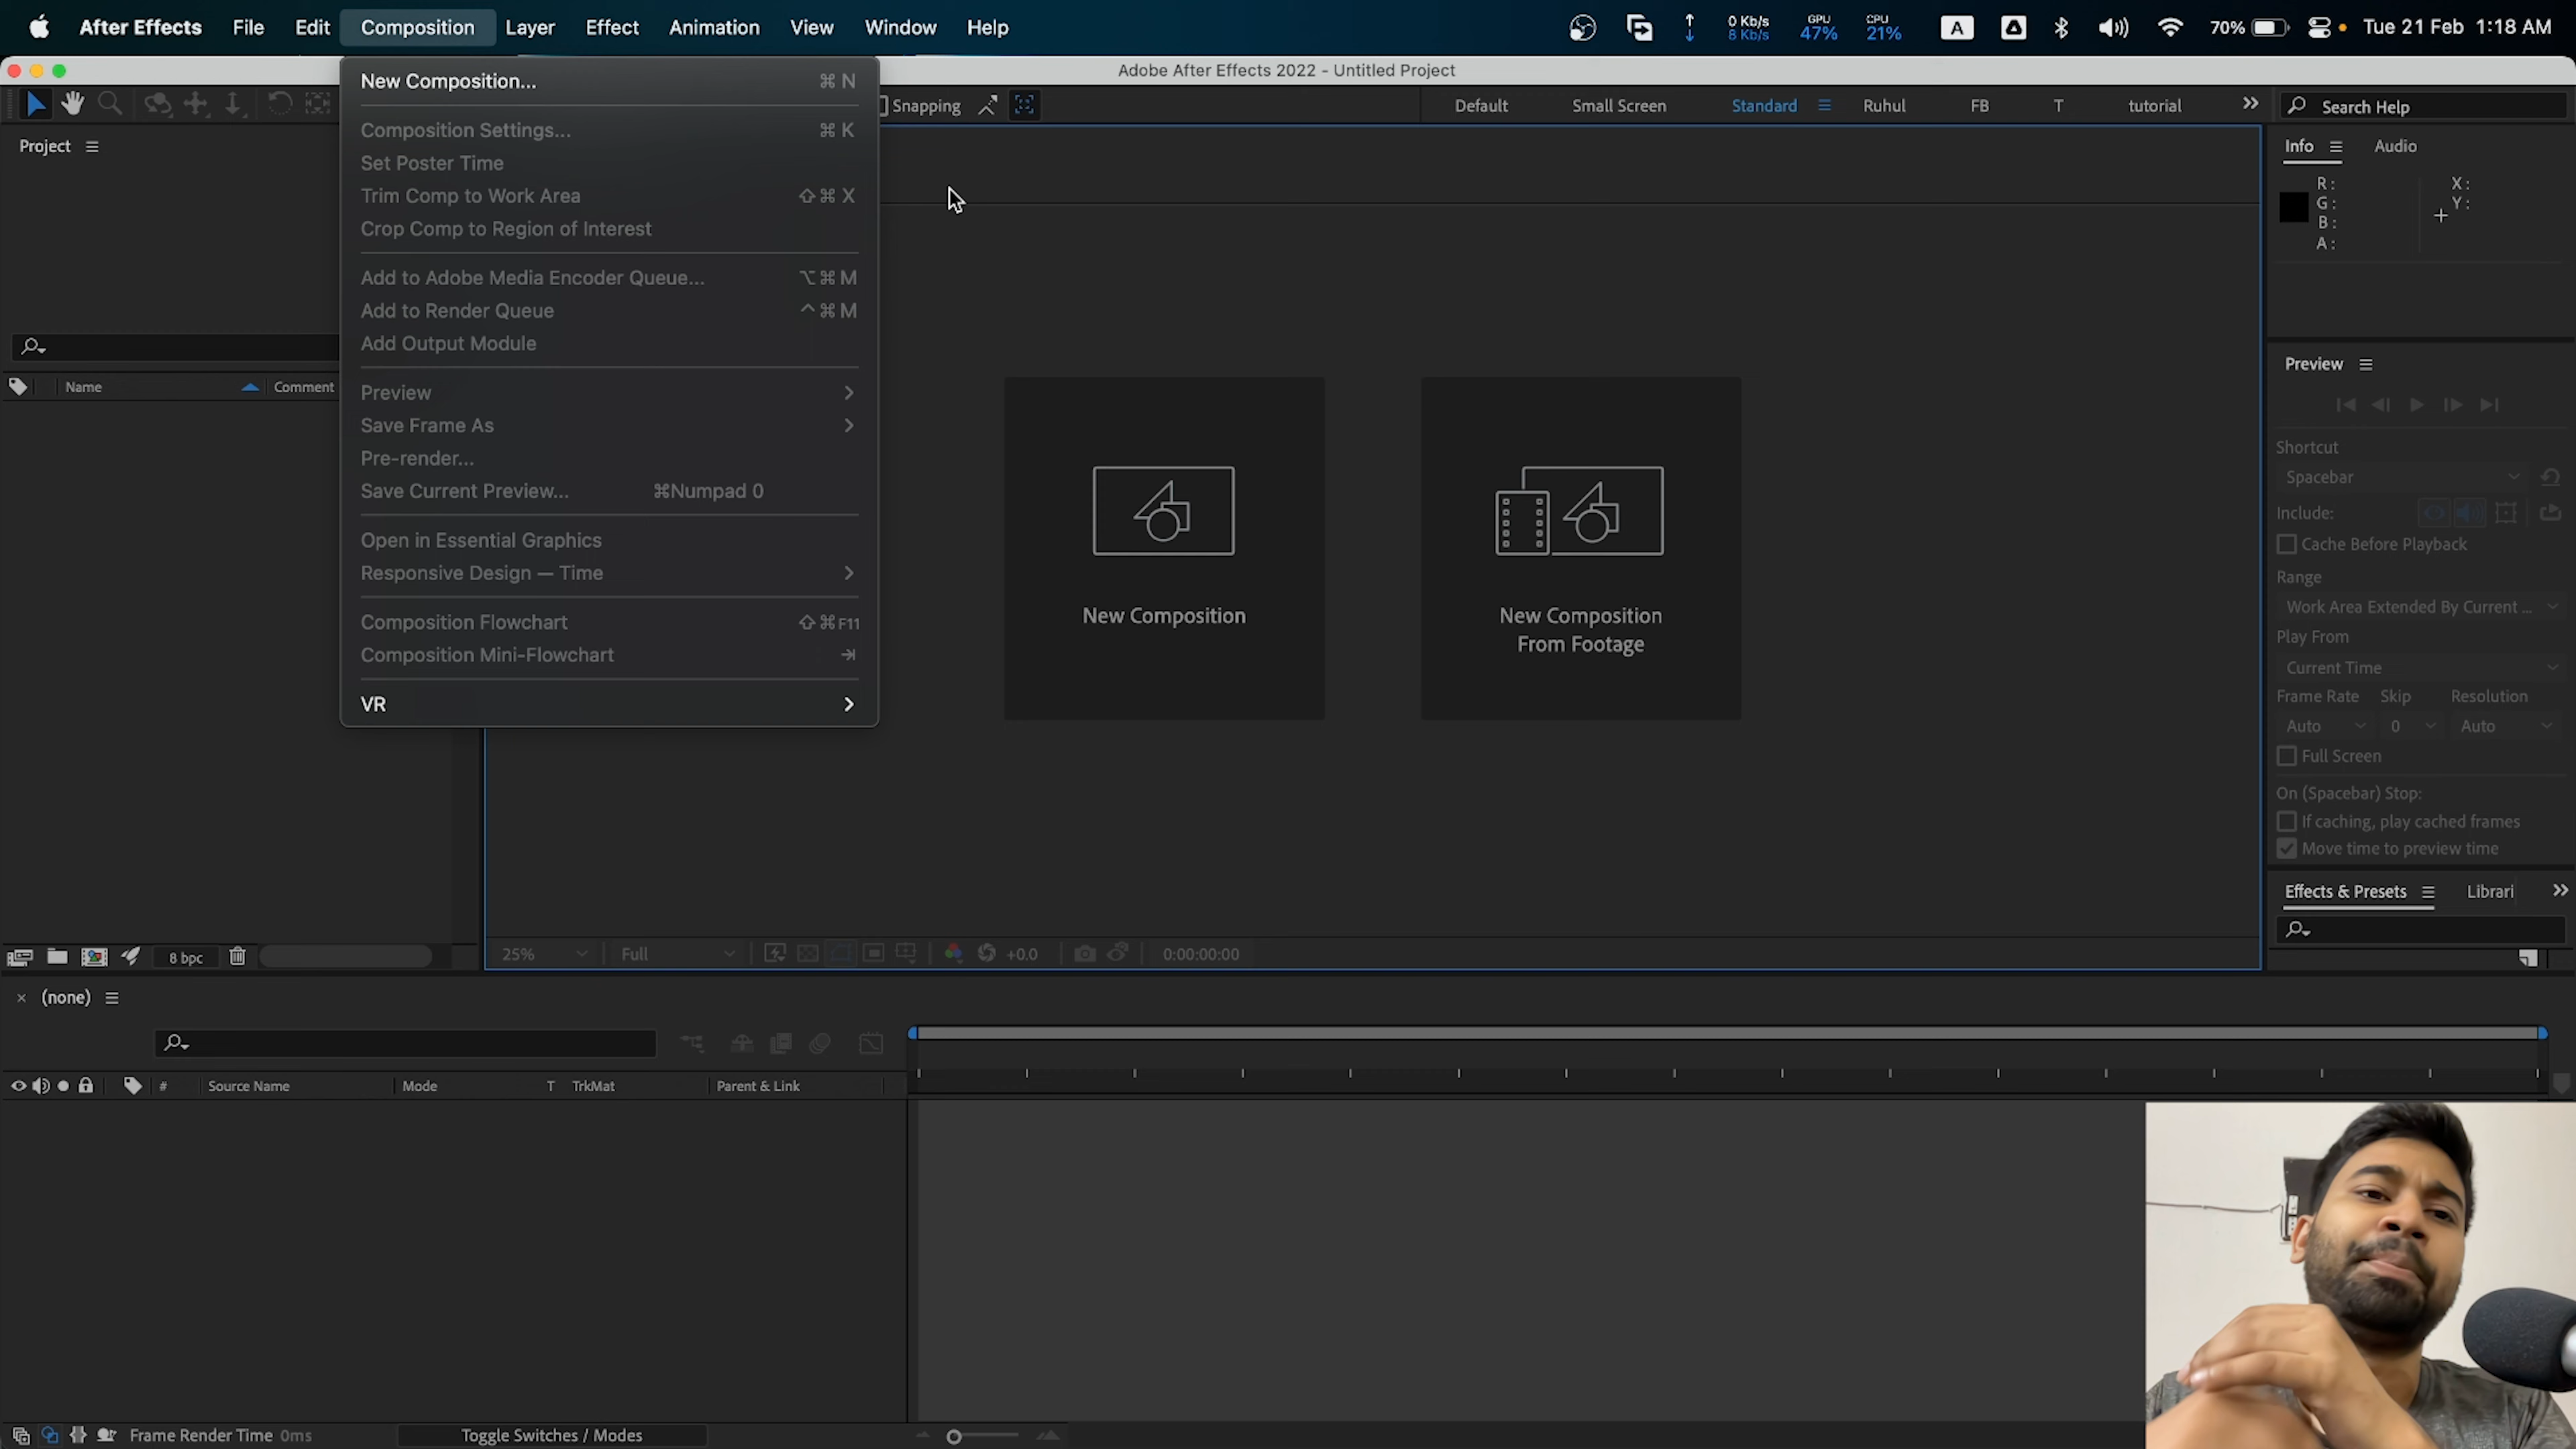 After Effects File Edit Composition Layer Effect Animation View Window Help
0 Kb/s
8 Kb/s
GPU
47%
CPU
21%
A
70%
Tue 21 Feb 1:18 AM
Adobe After Effects 2022 - Untitled Project
Snapping
Default Small Screen Standard Ruhul FB T tutorial
Search Help
Project
Name Comment
New Composition... ⌘ N
Composition Settings... ⌘ K
Set Poster Time
Trim Comp to Work Area ⇧ ⌘ X
Crop Comp to Region of Interest
Add to Adobe Media Encoder Queue... ⌥ ⌘ M
Add to Render Queue ^ ⌘ M
Add Output Module
Preview
Save Frame As
Pre-render...
Save Current Preview... ⌘Numpad 0
Open in Essential Graphics
Responsive Design — Time
Composition Flowchart ⇧ ⌘ F11
Composition Mini-Flowchart
VR
New Composition
New Composition
From Footage
Info Audio
R :
G :
B :
A :
X :
Y :
Preview
Shortcut
Spacebar
Include:
Cache Before Playback
Range
Work Area Extended By Current ...
Play From
Current Time
Frame Rate Skip Resolution
Auto 0 Auto
Full Screen
On (Spacebar) Stop:
If caching, play cached frames
Move time to preview time
Effects & Presets Librari
8 bpc
25% Full +0.0 0:00:00:00
(none)
# Source Name Mode T TrkMat Parent & Link
Frame Render Time 0ms Toggle Switches / Modes